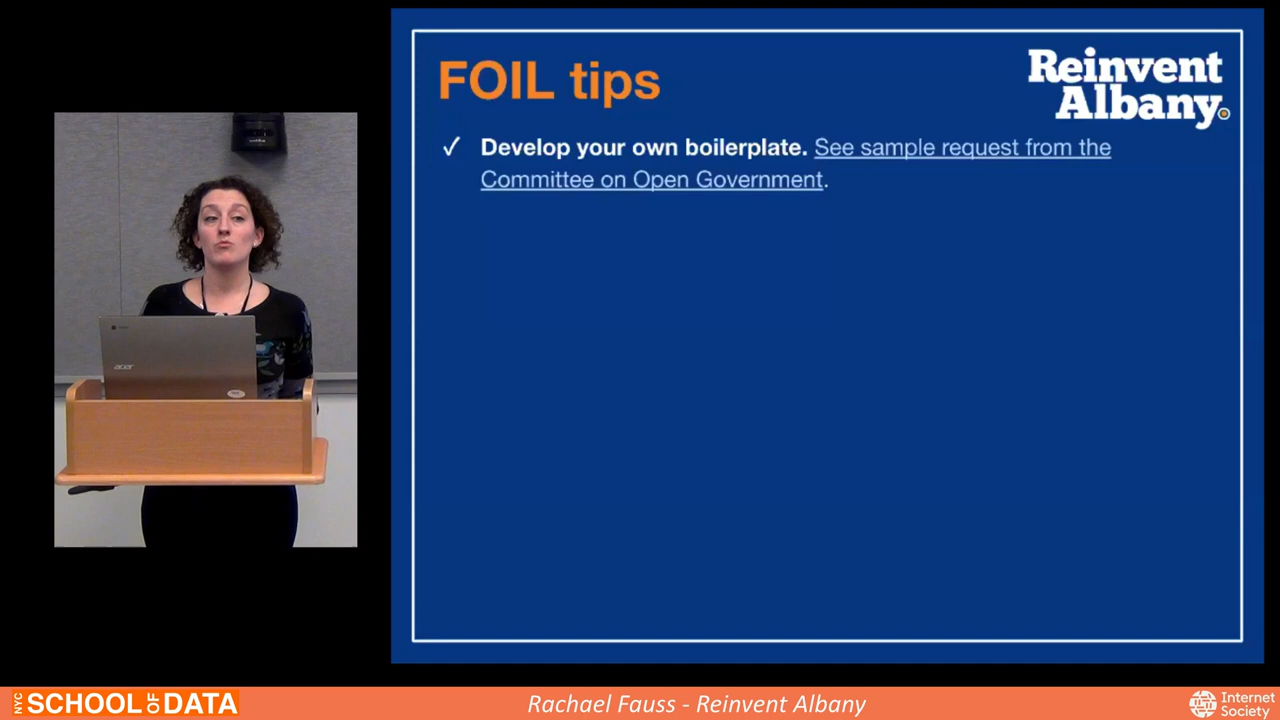 FOIL tips
Reinvent
Albany
✓ Develop your own boilerplate. See sample request from the
Committee on Open Government.
acer
NYC SCHOOL OF DATA
Rachael Fauss - Reinvent Albany
Internet
Society